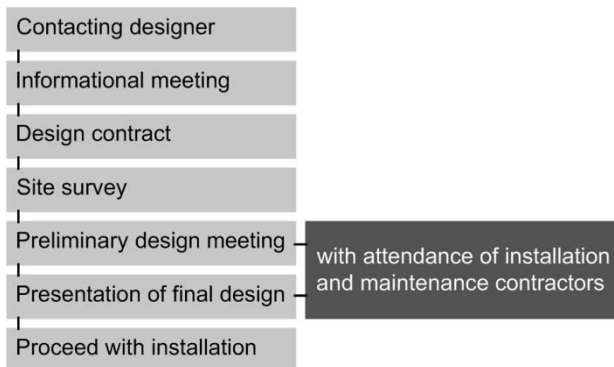 Contacting designer
Informational meeting
Design contract
Site survey
Preliminary design meeting
with attendance of installation
and maintenance contractors
Presentation of final design
Proceed with installation